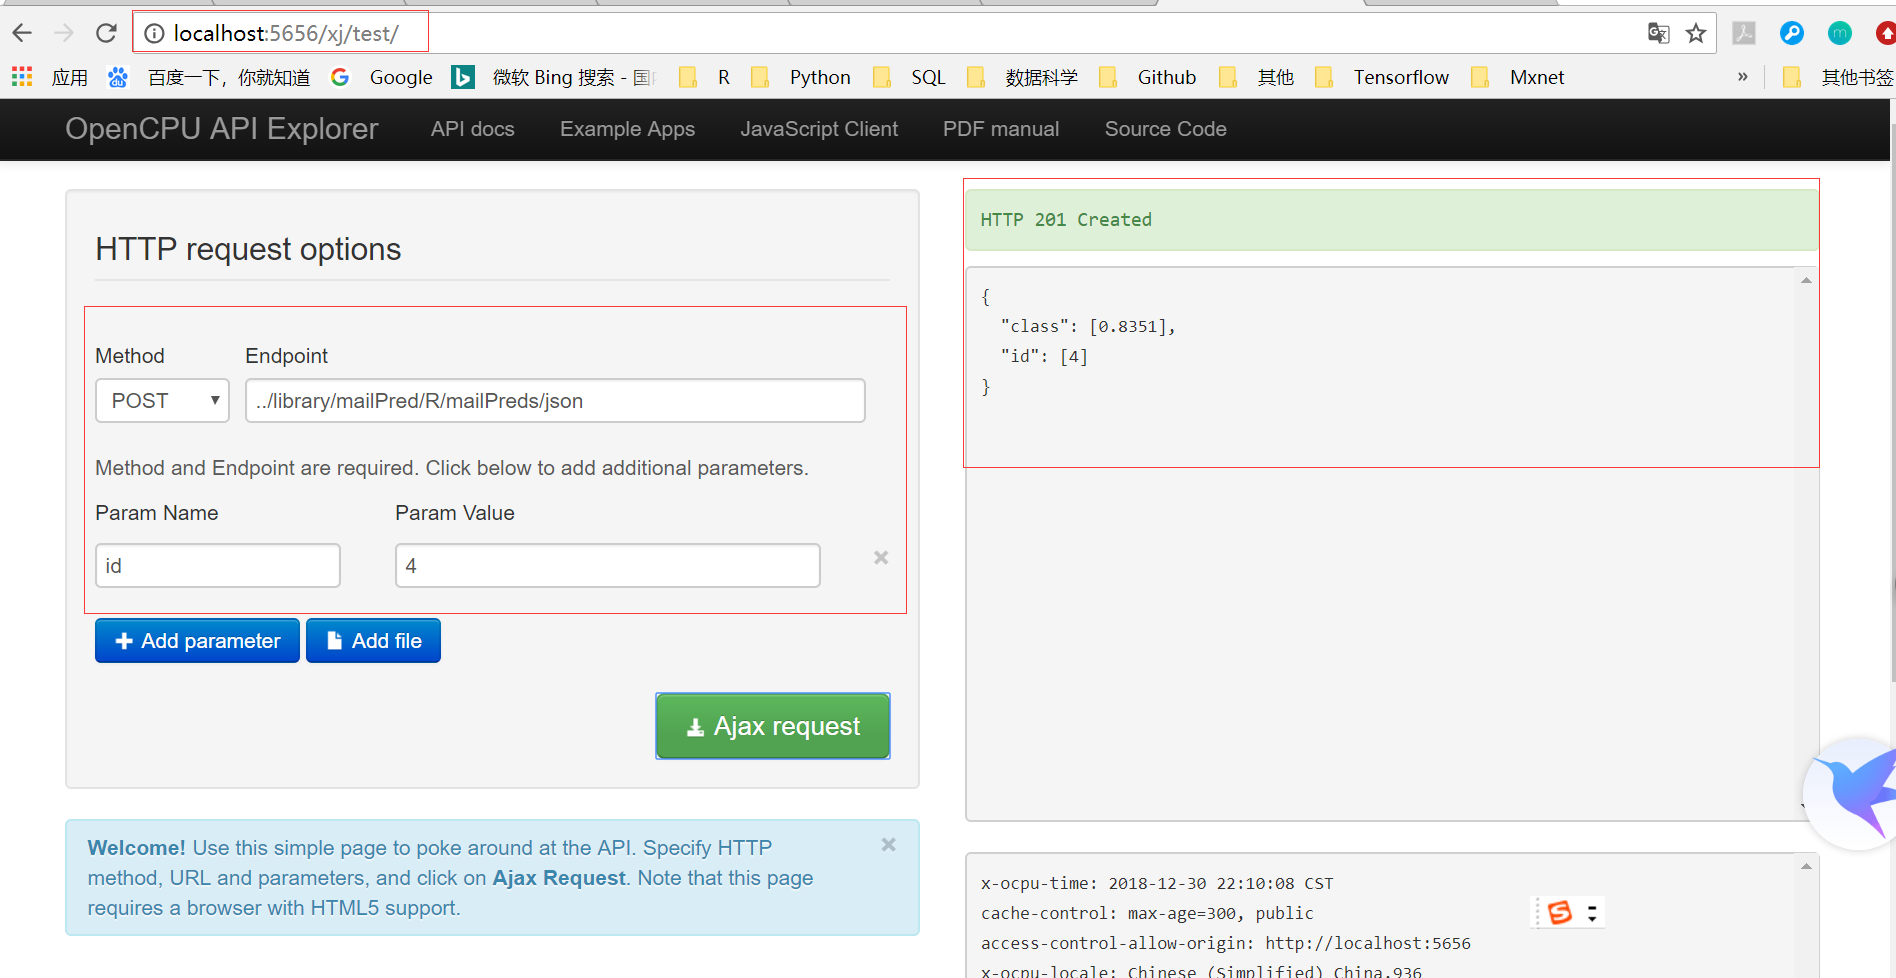 localhost:5656/xj/test/
应用 百度一下，你就知道 Google 微软 Bing 搜索 - 国 R Python SQL 数据科学 Github 其他 Tensorflow Mxnet » 其他书签
OpenCPU API Explorer API docs Example Apps JavaScript Client PDF manual Source Code
HTTP request options
Method Endpoint
POST ../library/mailPred/R/mailPreds/json
Method and Endpoint are required. Click below to add additional parameters.
Param Name Param Value
id 4
Add parameter Add file
Ajax request
Welcome! Use this simple page to poke around at the API. Specify HTTP
method, URL and parameters, and click on Ajax Request. Note that this page
requires a browser with HTML5 support.
HTTP 201 Created
{
"class": [0.8351],
"id": [4]
}
x-ocpu-time: 2018-12-30 22:10:08 CST
cache-control: max-age=300, public
access-control-allow-origin: http://localhost:5656
x-ocpu-locale: Chinese (Simplified)_China.936